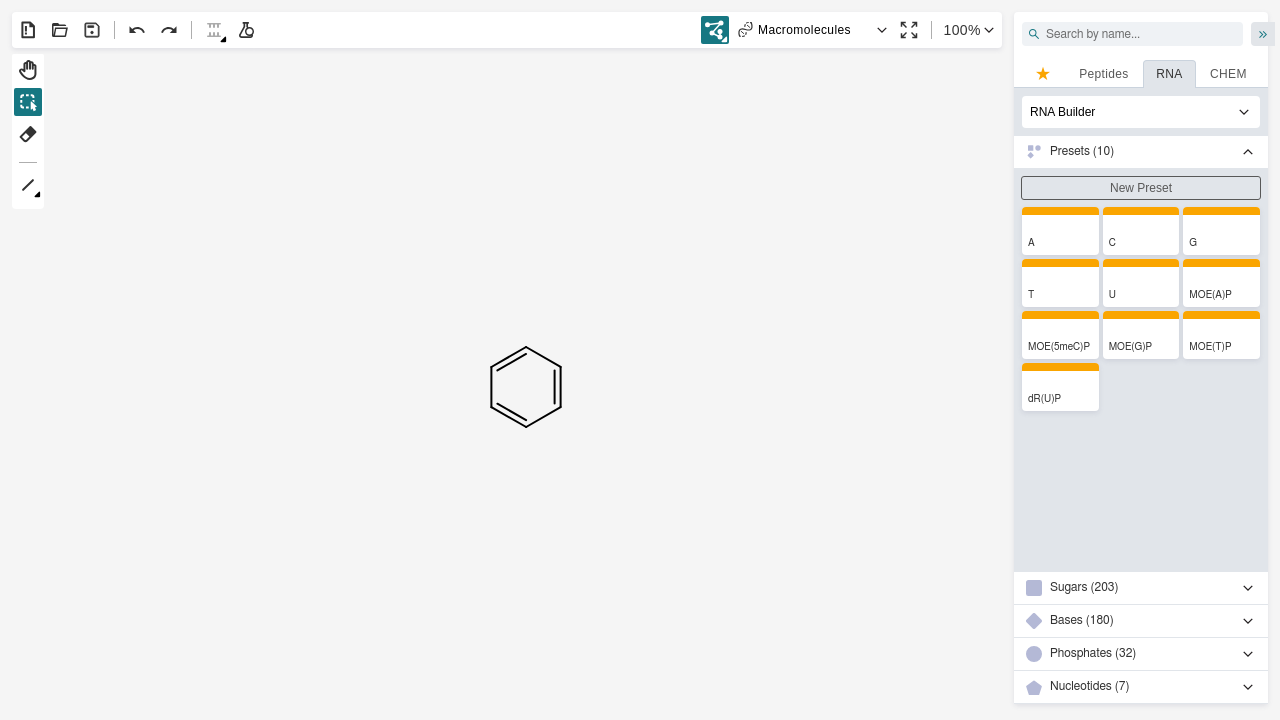 Macromolecules
100%
Search by name...
Peptides
RNA
CHEM
RNA Builder
Presets (10)
New Preset
A
C
G
T
U
MOE(A)P
MOE(5meC)P
MOE(G)P
MOE(T)P
dR(U)P
Sugars (203)
Bases (180)
Phosphates (32)
Nucleotides (7)